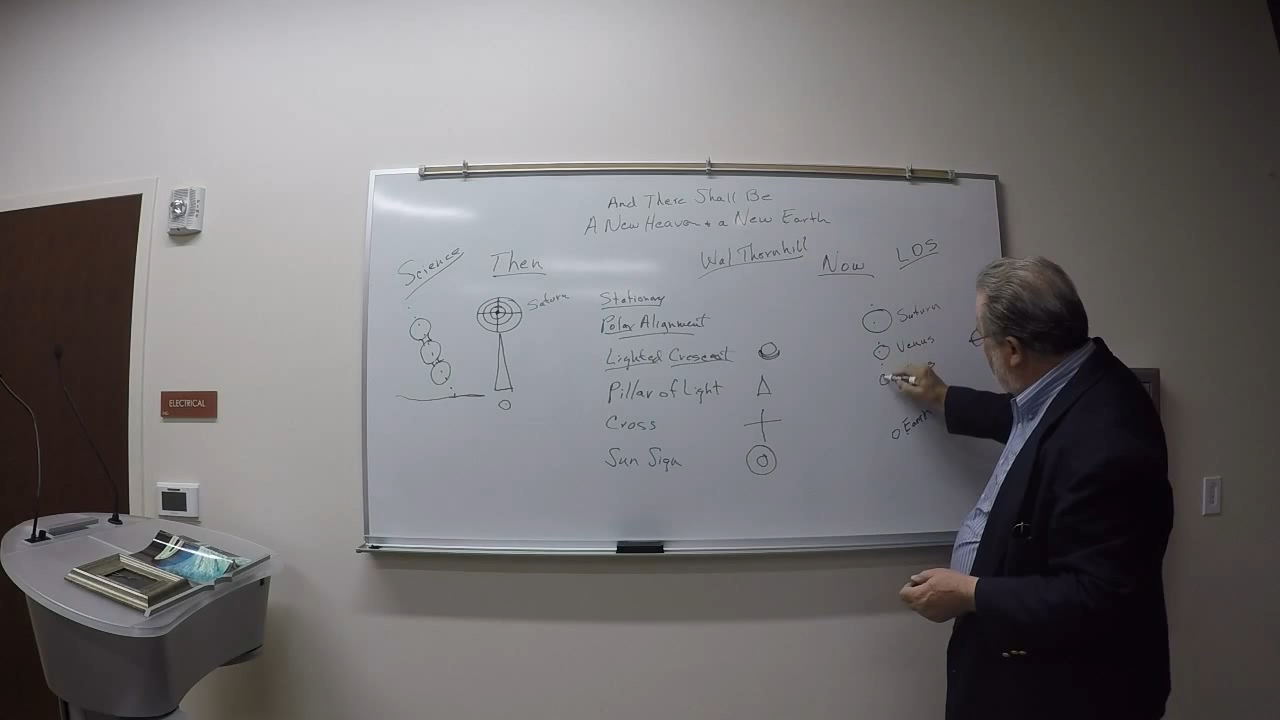 And There Shall Be
A New Heaven & a New Earth
Science
Then
Wal Thornhill
Now
LDS
Saturn
Stationary
Polar Alignment
Lighted Crescent
Pillar of Light
Cross
Sun Sign
Saturn
Venus
Earth
ELECTRICAL